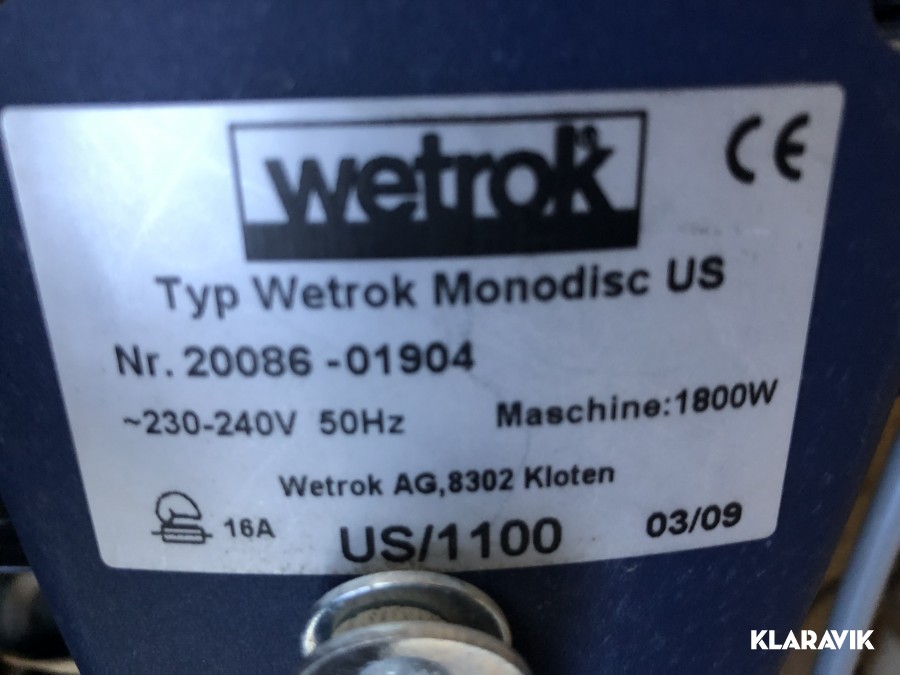 wetrok
CE
Typ Wetrok Monodisc US
Nr. 20086 -01904
~230-240V 50Hz
Maschine:1800W
Wetrok AG,8302 Kloten
16A
US/1100
03/09
KLARAVIK